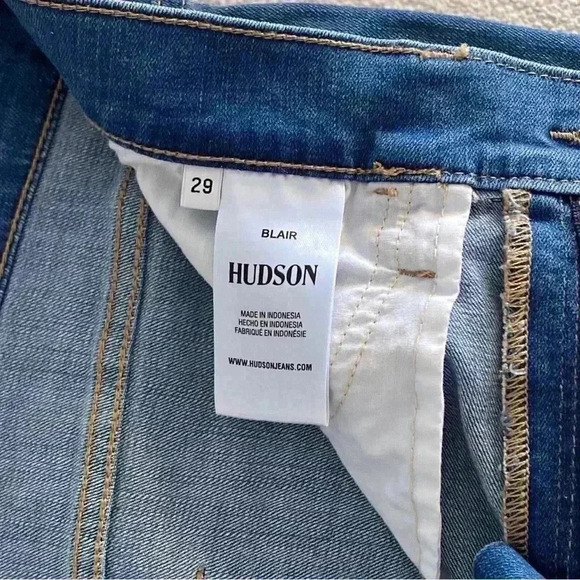 29
BLAIR
HUDSON
MADE IN INDONESIA
HECHO EN INDONESIA
FABRIQUÉ EN INDONÉSIE
WWW.HUDSONJEANS.COM